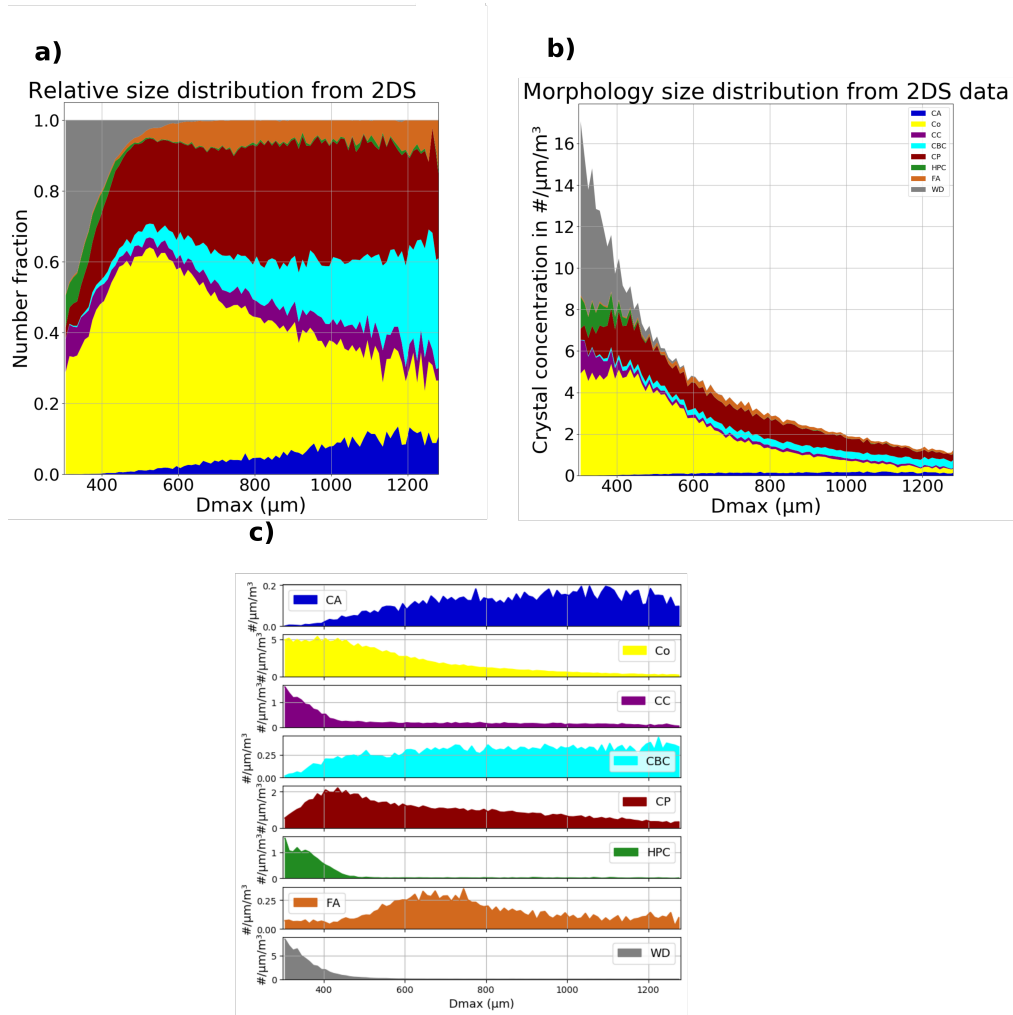 a)
Relative size distribution from 2DS
Number fraction
1.0
0.8
0.6
0.4
0.2
0.0
400 600 800 1000 1200
Dmax (μm)
b)
Morphology size distribution from 2DS data
Crystal concentration in #/μm/m³
16
14
12
10
8
6
4
2
0
CA
Co
CC
CBC
CP
HPC
FA
WD
400 600 800 1000 1200
Dmax (μm)
c)
#/μm/m³
0.2
0.0
CA
#/μm/m³
5
0
Co
#/μm/m³
1
0
CC
#/μm/m³
0.25
0.00
CBC
#/μm/m³
2
0
CP
#/μm/m³
1
0
HPC
#/μm/m³
0.25
0.00
FA
#/μm/m³
5
0
WD
400 600 800 1000 1200
Dmax (μm)